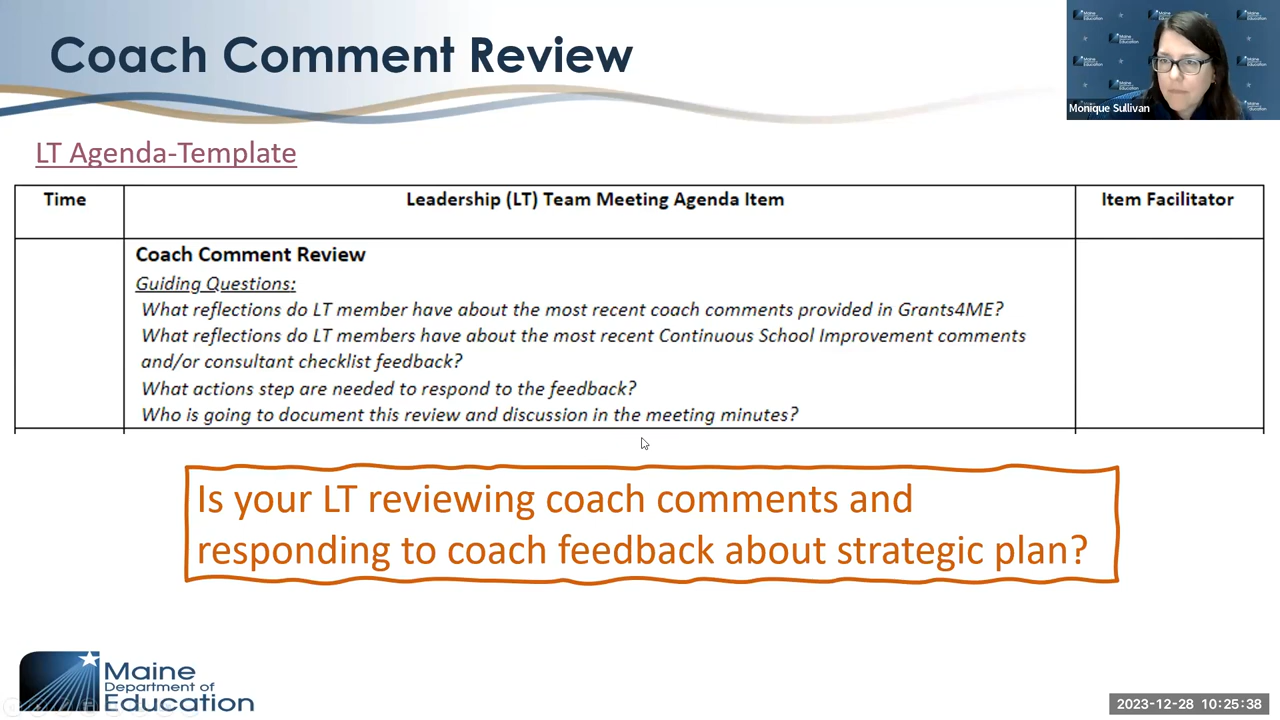 Coach Comment Review
Monique Sullivan
LT Agenda-Template
Time
Leadership (LT) Team Meeting Agenda Item
Item Facilitator
Coach Comment Review
Guiding Questions:
What reflections do LT member have about the most recent coach comments provided in Grants4ME?
What reflections do LT members have about the most recent Continuous School Improvement comments
and/or consultant checklist feedback?
What actions step are needed to respond to the feedback?
Who is going to document this review and discussion in the meeting minutes?
Is your LT reviewing coach comments and
responding to coach feedback about strategic plan?
Maine
Department of
Education
2023-12-28 10:25:38